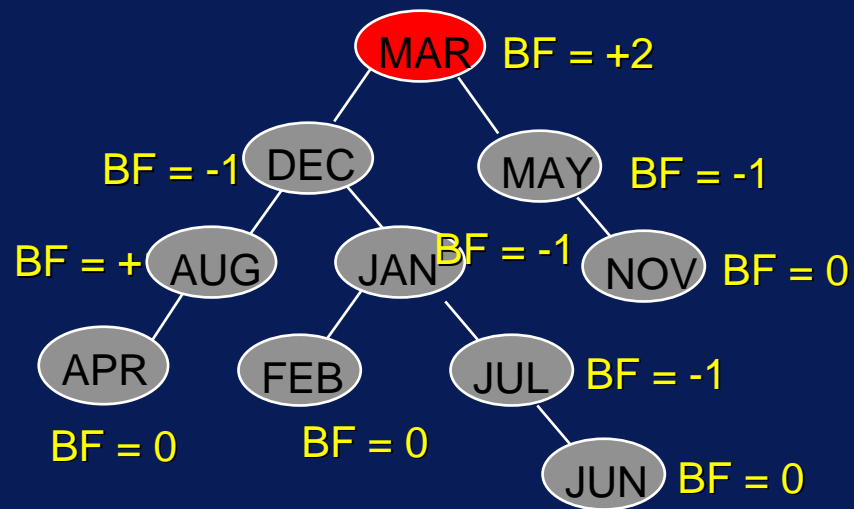 MAR BF = +2
BF = -1 DEC MAY BF = -1
BF = + AUG JAN BF = -1 NOV BF = 0
APR FEB JUL BF = -1
BF = 0 BF = 0
JUN BF = 0